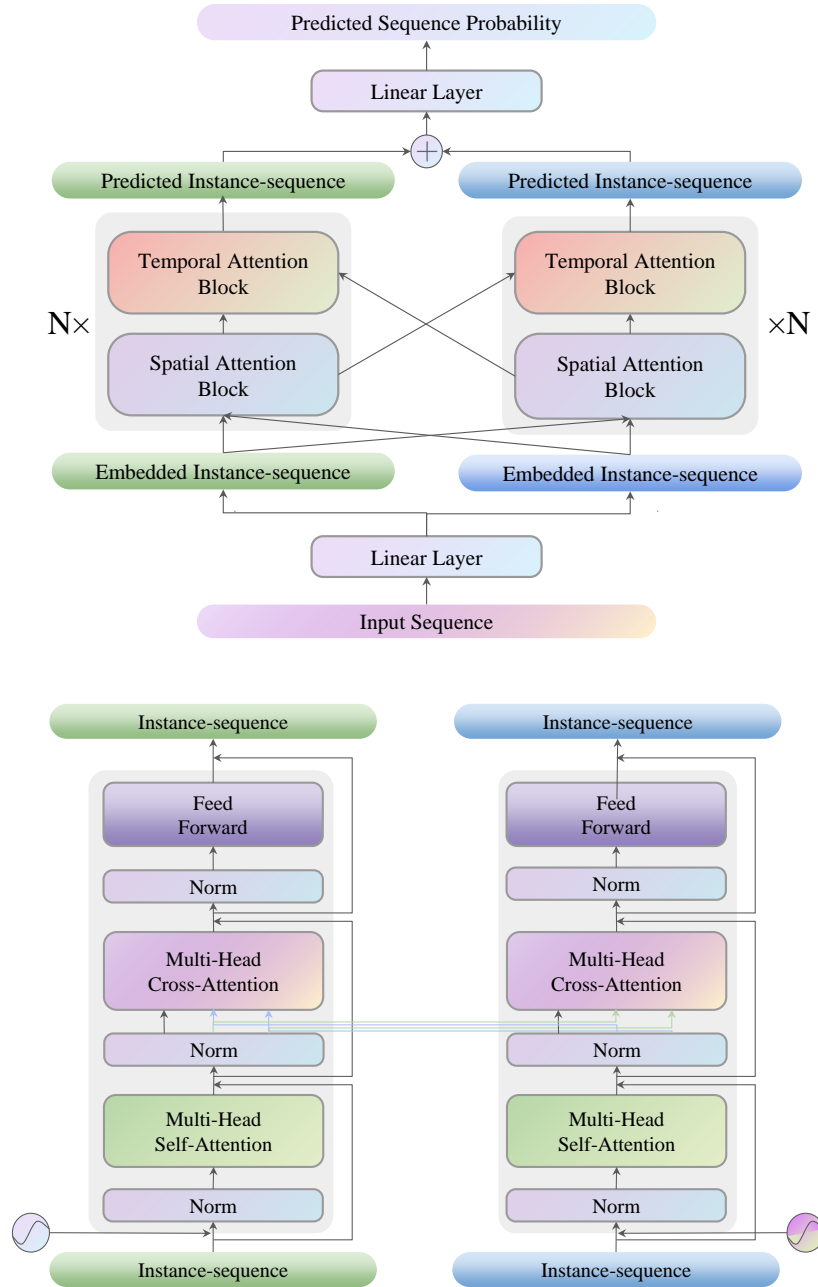 Predicted Sequence Probability
Linear Layer
+
Predicted Instance-sequence
Predicted Instance-sequence
Temporal Attention
Block
Temporal Attention
Block
N×
×N
Spatial Attention
Block
Spatial Attention
Block
Embedded Instance-sequence
Embedded Instance-sequence
Linear Layer
Input Sequence
Instance-sequence
Instance-sequence
Feed
Forward
Feed
Forward
Norm
Norm
Multi-Head
Cross-Attention
Multi-Head
Cross-Attention
Norm
Norm
Multi-Head
Self-Attention
Multi-Head
Self-Attention
Norm
Norm
Instance-sequence
Instance-sequence